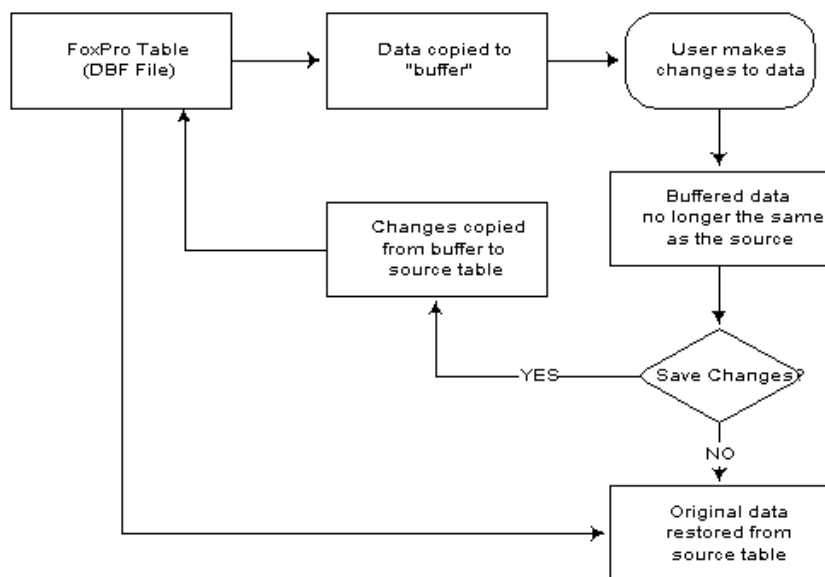 FoxPro Table
(DBF File)
Data copied to
"buffer"
User makes
changes to data
Buffered data
no longer the same
as the source
Changes copied
from buffer to
source table
Save Changes?
YES
NO
Original data
restored from
source table